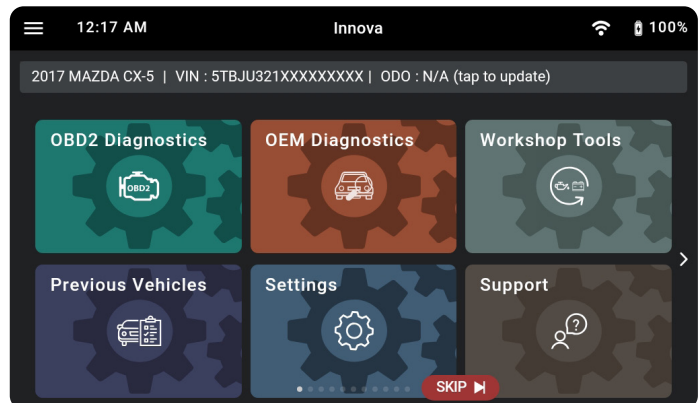 12:17 AM Innova 100%
2017 MAZDA CX-5 | VIN : 5TBJU321XXXXXXXXX | ODO : N/A (tap to update)
OBD2 Diagnostics OEM Diagnostics Workshop Tools
OBD2
Previous Vehicles Settings Support
?
SKIP